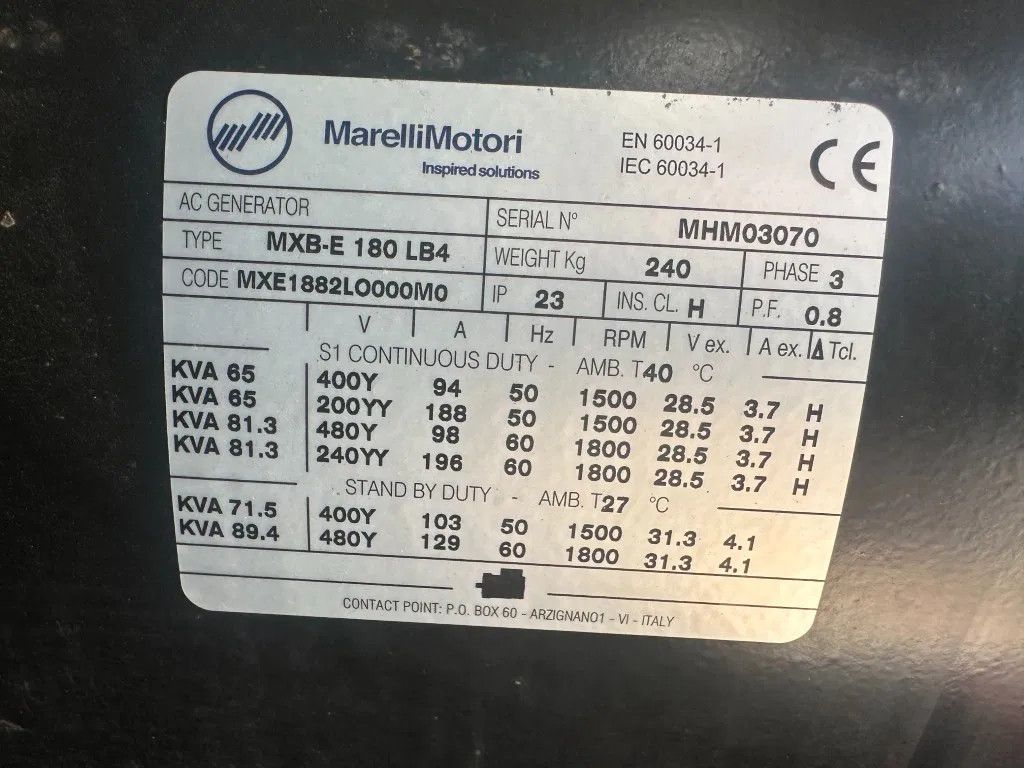 MarelliMotori
Inspired solutions
EN 60034-1
IEC 60034-1
CE
AC GENERATOR
SERIAL N° MHM03070
TYPE MXB-E 180 LB4
WEIGHT Kg 240
PHASE 3
CODE MXE1882LO000M0
IP 23
INS. CL. H
P.F. 0.8
V A Hz RPM V ex. A ex. Δ Tcl.
S1 CONTINUOUS DUTY - AMB. T40 °C
KVA 65 400Y 94 50 1500 28.5 3.7 H
KVA 65 200YY 188 50 1500 28.5 3.7 H
KVA 81.3 480Y 98 60 1800 28.5 3.7 H
KVA 81.3 240YY 196 60 1800 28.5 3.7 H
STAND BY DUTY - AMB. T27 °C
KVA 71.5 400Y 103 50 1500 31.3 4.1
KVA 89.4 480Y 129 60 1800 31.3 4.1
CONTACT POINT: P.O. BOX 60 - ARZIGNANO1 - VI - ITALY